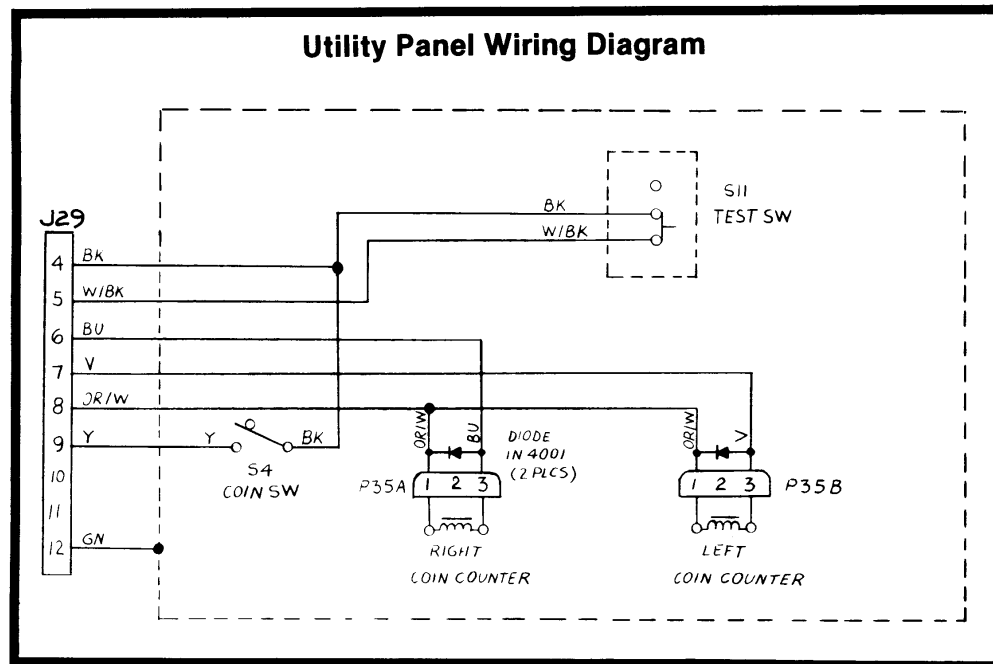 Utility Panel Wiring Diagram
S11
TEST SW
BK
W/BK
J29
4 BK
5 W/BK
6 BU
7 V
8 OR/W
9 Y
Y
BK
10
11
12 GN
S4
COIN SW
OR/W
BU
DIODE
IN 4001
(2 PLCS)
OR/W
V
P35A 1 2 3
1 2 3 P35B
RIGHT
COIN COUNTER
LEFT
COIN COUNTER